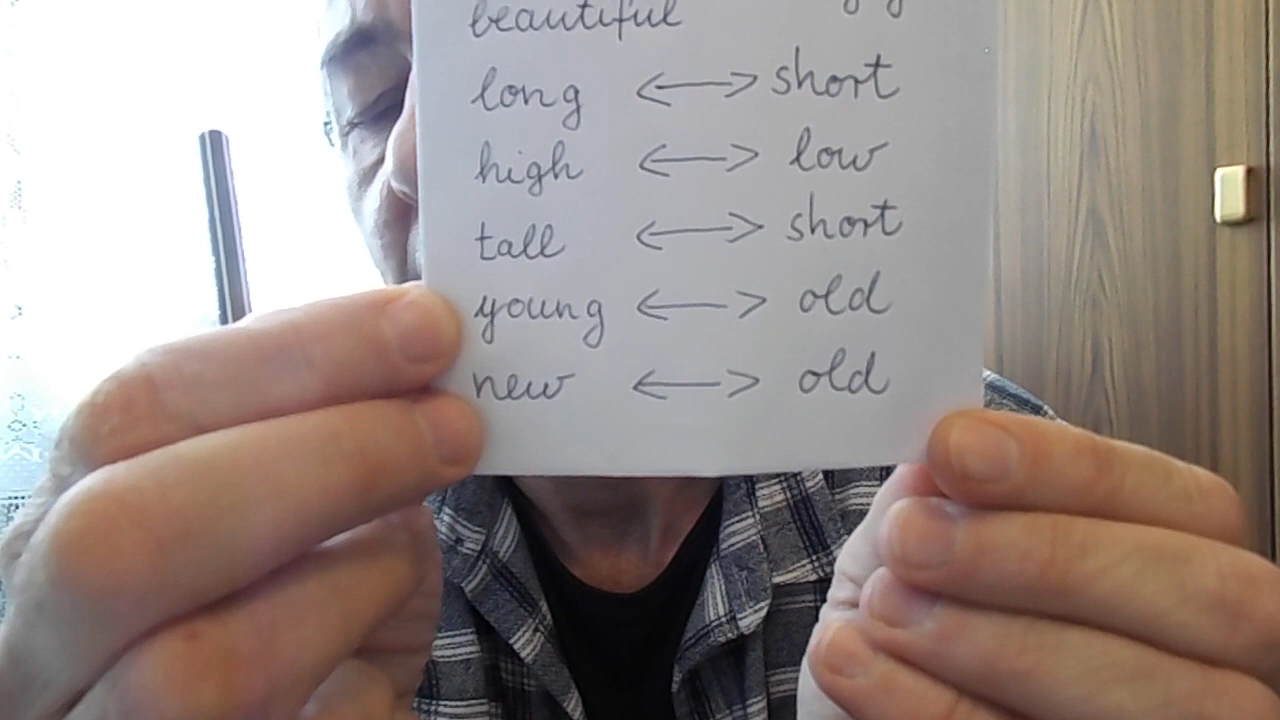 beautiful
long <-> short
high <-> low
tall <-> short
young <-> old
new <-> old